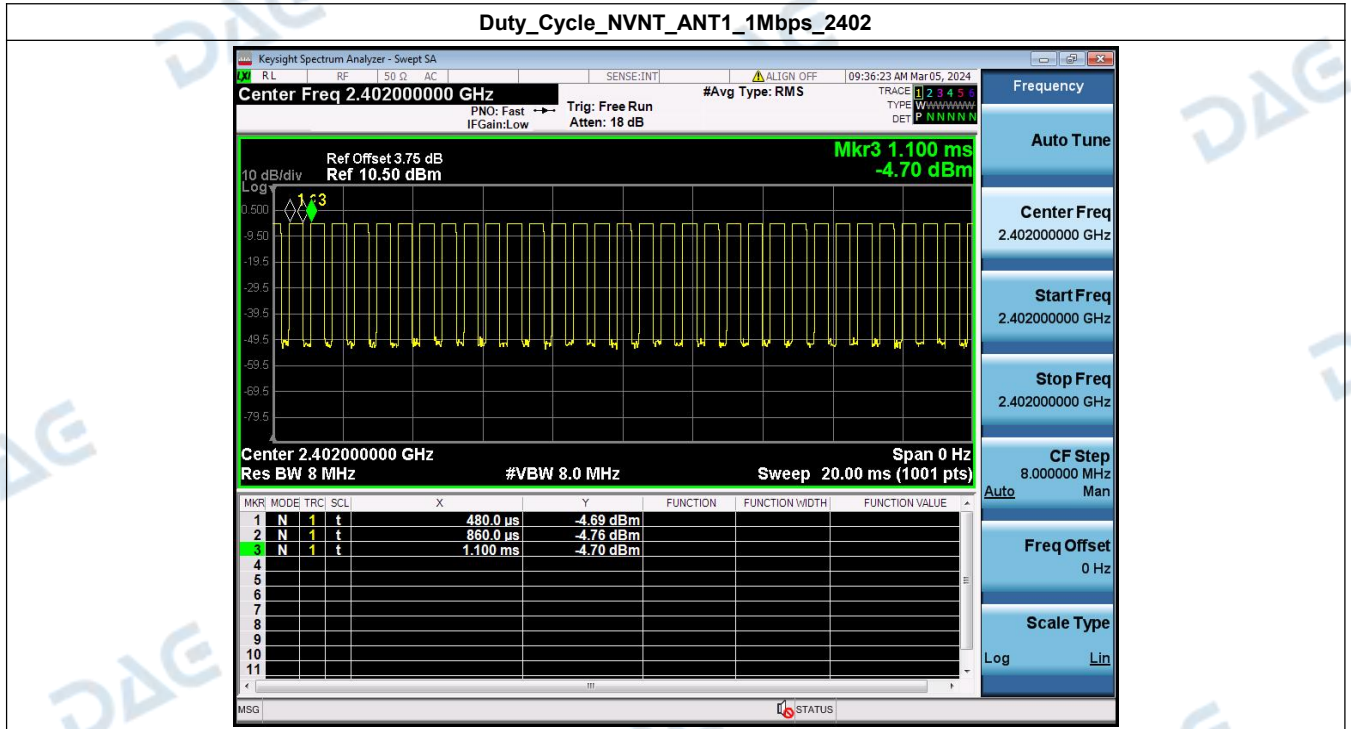 Duty_Cycle_NVNT_ANT1_1Mbps_2402
Keysight Spectrum Analyzer - Swept SA
LXI RL RF 50 Ω AC SENSE:INT ALIGN OFF 09:36:23 AM Mar 05, 2024
Center Freq 2.402000000 GHz #Avg Type: RMS TRACE 1 2 3 4 5 6
PNO: Fast Trig: Free Run TYPE WWWWWW
IFGain:Low Atten: 18 dB DET P N N N N N
Mkr3 1.100 ms
-4.70 dBm
Ref Offset 3.75 dB
10 dB/div Ref 10.50 dBm
Log
3
0.500
-9.50
-19.5
-29.5
-39.5
-49.5
-59.5
-69.5
-79.5
Center 2.402000000 GHz Span 0 Hz
Res BW 8 MHz #VBW 8.0 MHz Sweep 20.00 ms (1001 pts)
MKR MODE TRC SCL X Y FUNCTION FUNCTION WIDTH FUNCTION VALUE
1 N 1 t 480.0 µs -4.69 dBm
2 N 1 t 860.0 µs -4.76 dBm
3 N 1 t 1.100 ms -4.70 dBm
4
5
6
7
8
9
10
11
MSG STATUS
Frequency
Auto Tune
Center Freq
2.402000000 GHz
Start Freq
2.402000000 GHz
Stop Freq
2.402000000 GHz
CF Step
8.000000 MHz
Auto Man
Freq Offset
0 Hz
Scale Type
Log Lin
DAG
DAG
DAG
DAG